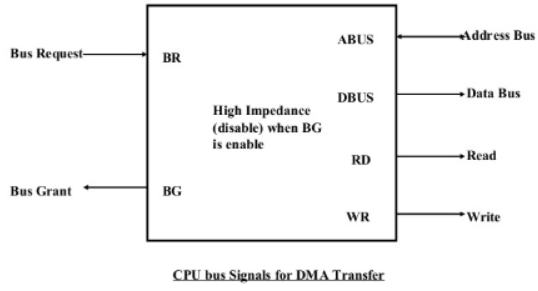 ABUS
Address Bus
Bus Request
BR
DBUS
Data Bus
High Impedance
(disable) when BG
is enable
RD
Read
Bus Grant
BG
WR
Write
CPU bus Signals for DMA Transfer